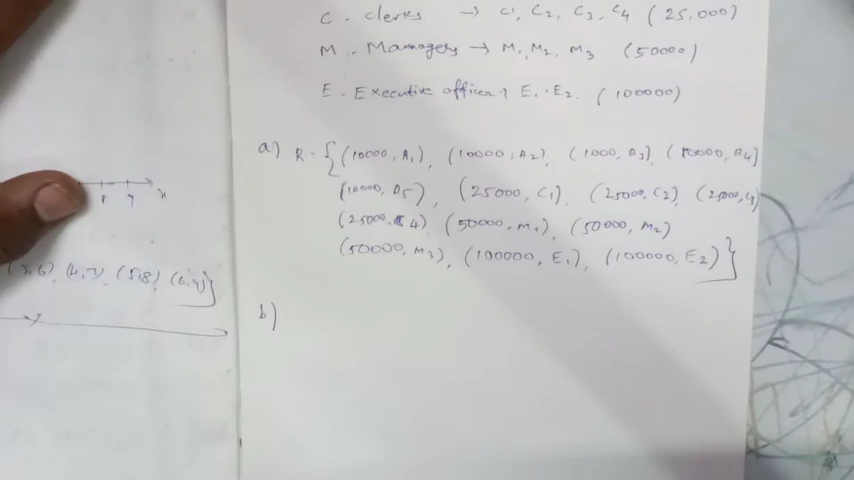 C - Clerks → C1, C2, C3, C4 (25.000)
M - Managers → M1, M2, M3 (50000)
E - Executive officer → E1, E2. (100000)
a) R = {(10000, A1), (10000, A2), (1000, A3), (10000, A4)
(10000, A5), (25000, C1), (25000, C2), (25000, C3)
(25000, C4), (50000, M1), (50000, M2)
(50000, M3), (100000, E1), (100000, E2)}
b)
x
(3,6), (4,7), (5,8), (6,9)}